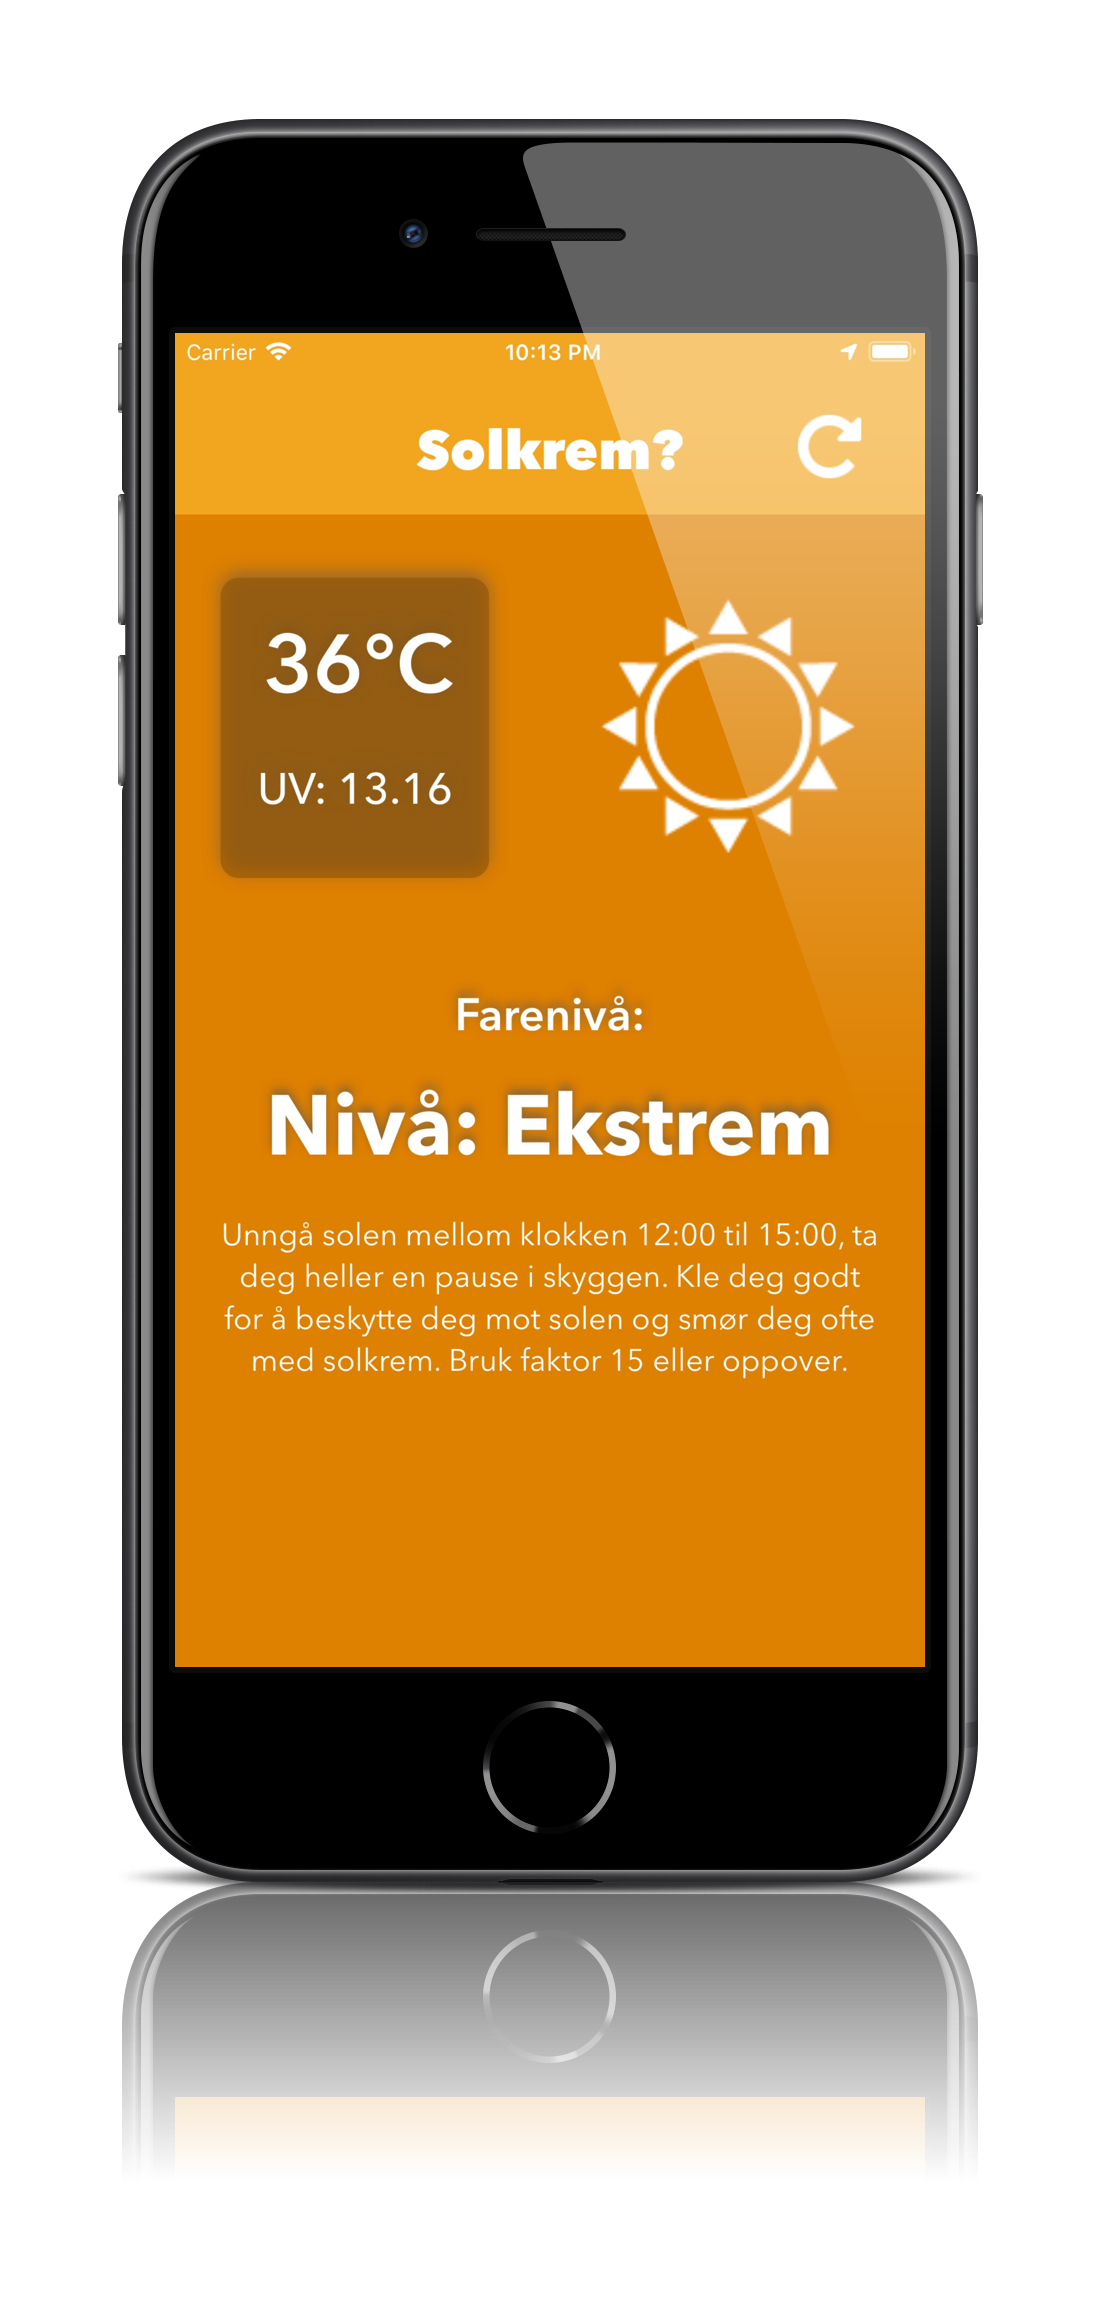 Carrier 10:13 PM
Solkrem?
36°C
UV: 13.16
Farenivå:
Nivå: Ekstrem
Unngå solen mellom klokken 12:00 til 15:00, ta
deg heller en pause i skyggen. Kle deg godt
for å beskytte deg mot solen og smør deg ofte
med solkrem. Bruk faktor 15 eller oppover.